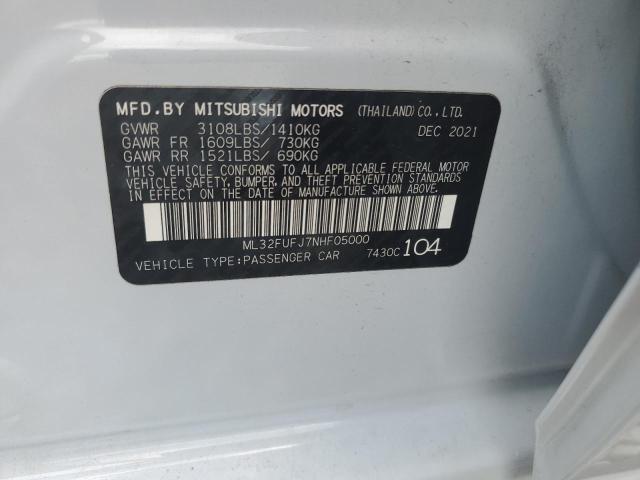 MFD.BY MITSUBISHI MOTORS (THAILAND) CO., LTD.
GVWR 3108LBS/1410KG DEC 2021
GAWR FR 1609LBS/ 730KG
GAWR RR 1521LBS/ 690KG
THIS VEHICLE CONFORMS TO ALL APPLICABLE FEDERAL MOTOR
VEHICLE SAFETY, BUMPER, AND THEFT PREVENTION STANDARDS
IN EFFECT ON THE DATE OF MANUFACTURE SHOWN ABOVE.
ML32FUFJ7NHF05000
VEHICLE TYPE:PASSENGER CAR 7430C 104